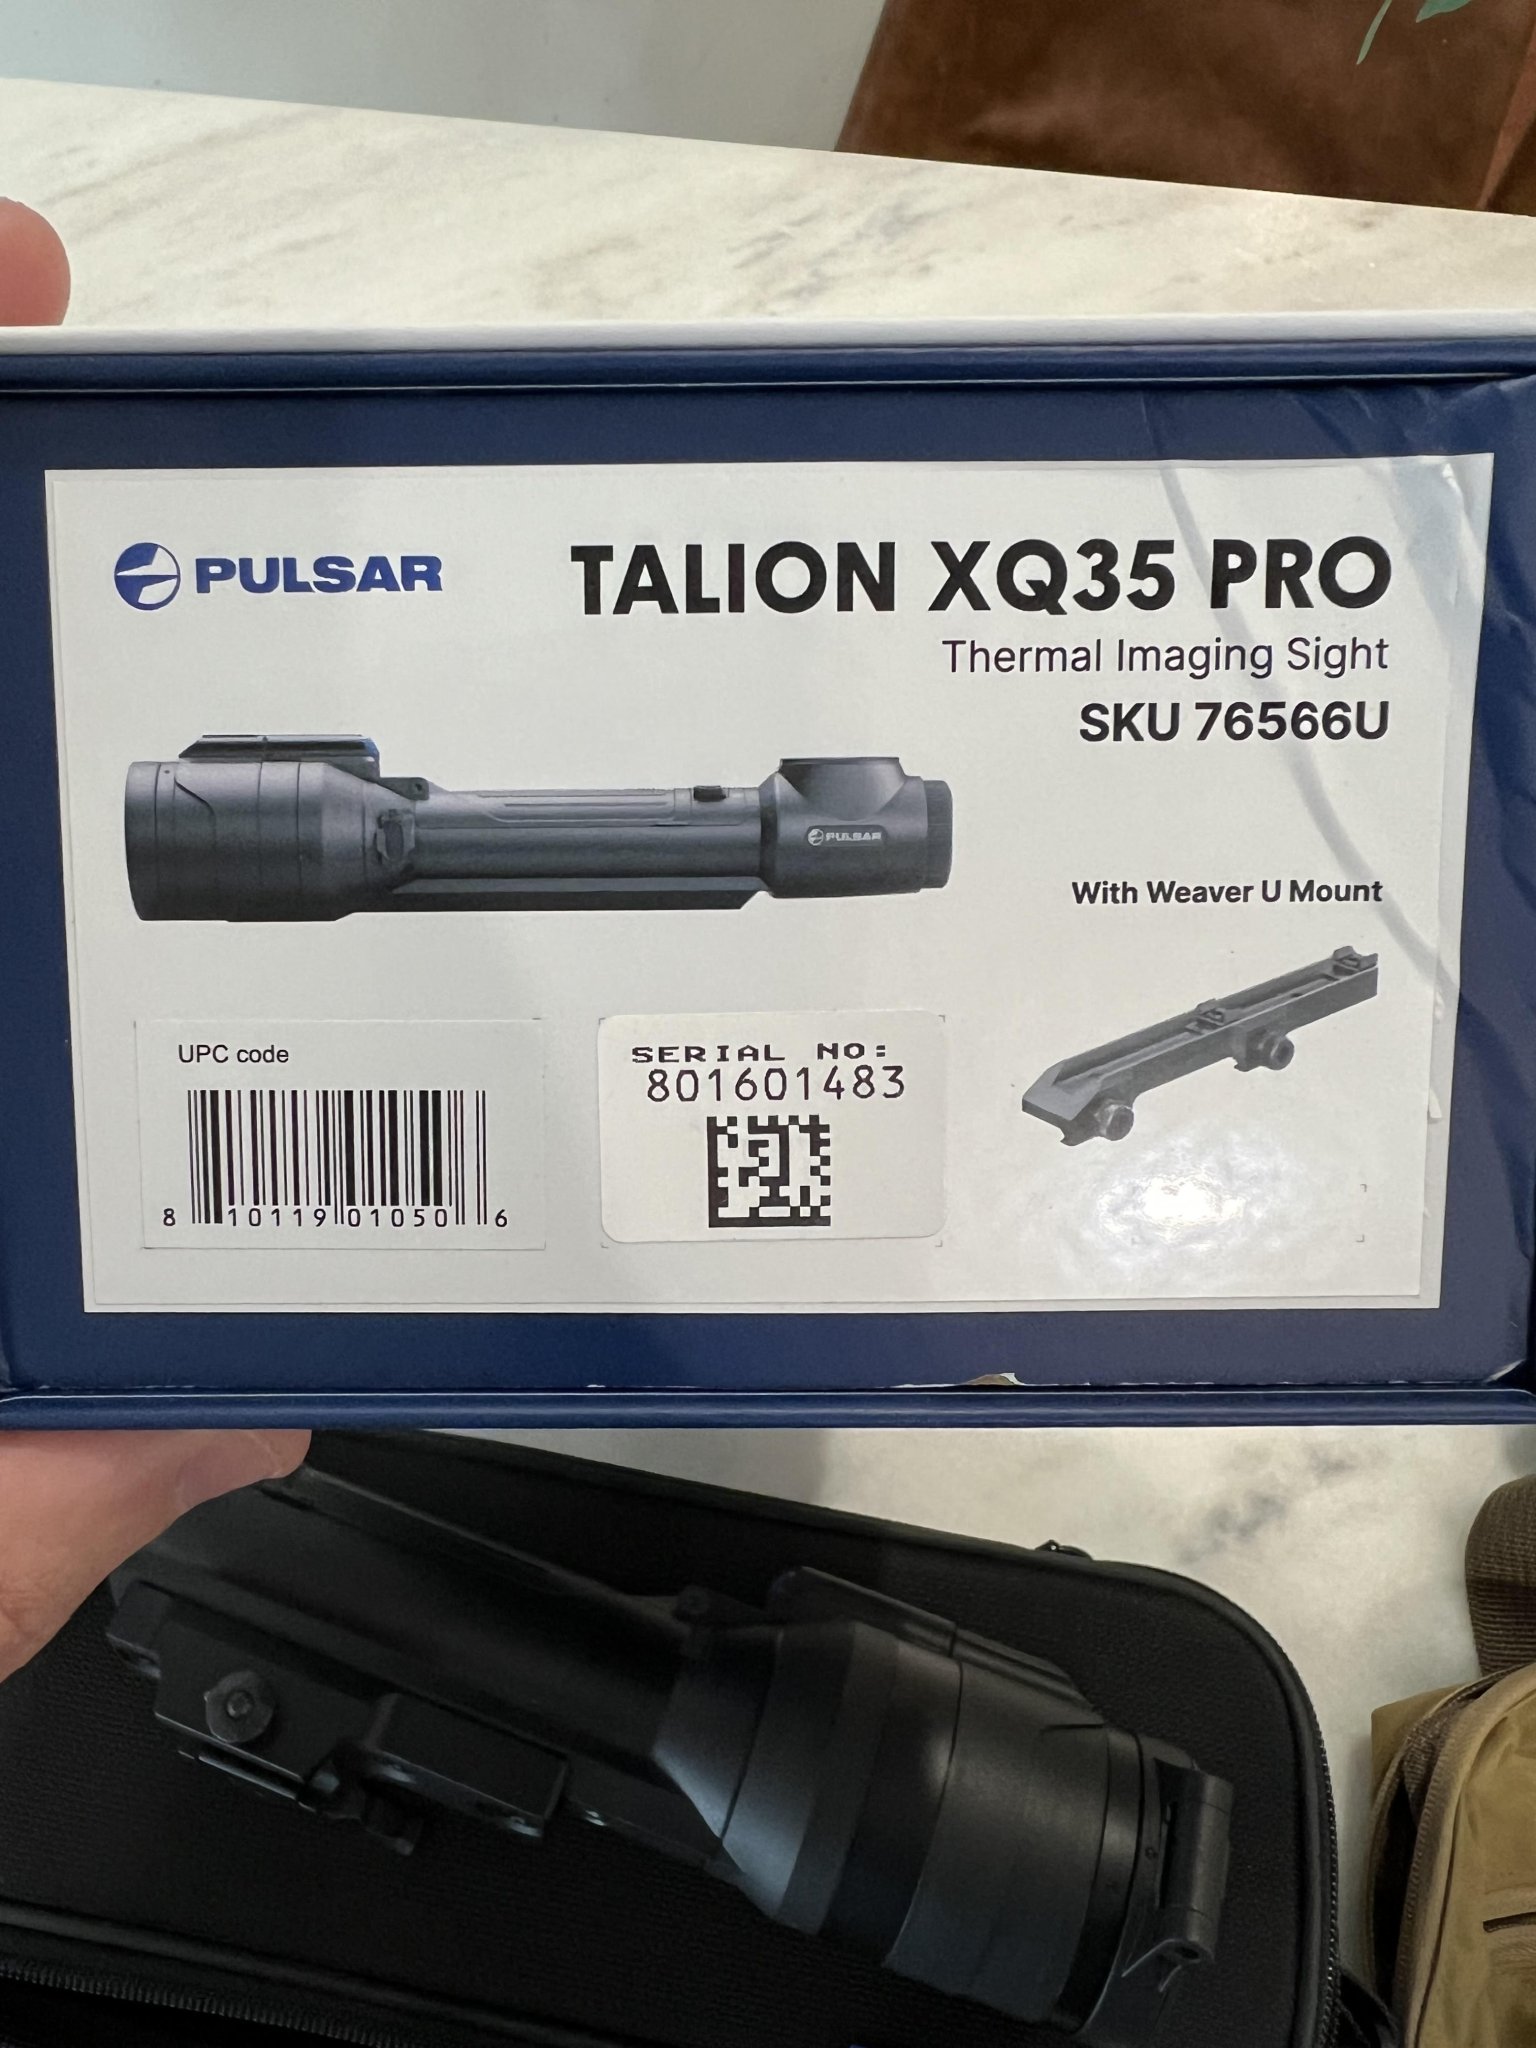 PULSAR
TALION XQ35 PRO
Thermal Imaging Sight
SKU 76566U
PULSAR
With Weaver U Mount
UPC code
8 10119 01050 6
SERIAL NO:
801601483